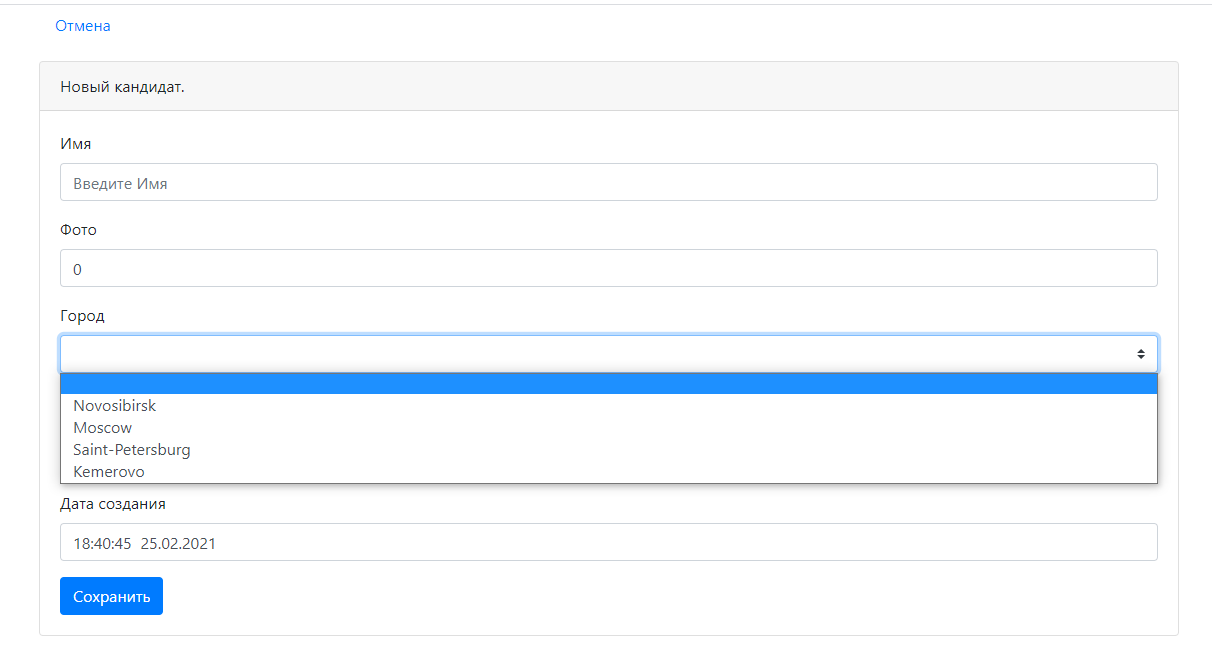 Отмена
Новый кандидат.
Имя
Введите Имя
Фото
0
Город
Novosibirsk
Moscow
Saint-Petersburg
Kemerovo
Дата создания
18:40:45 25.02.2021
Сохранить